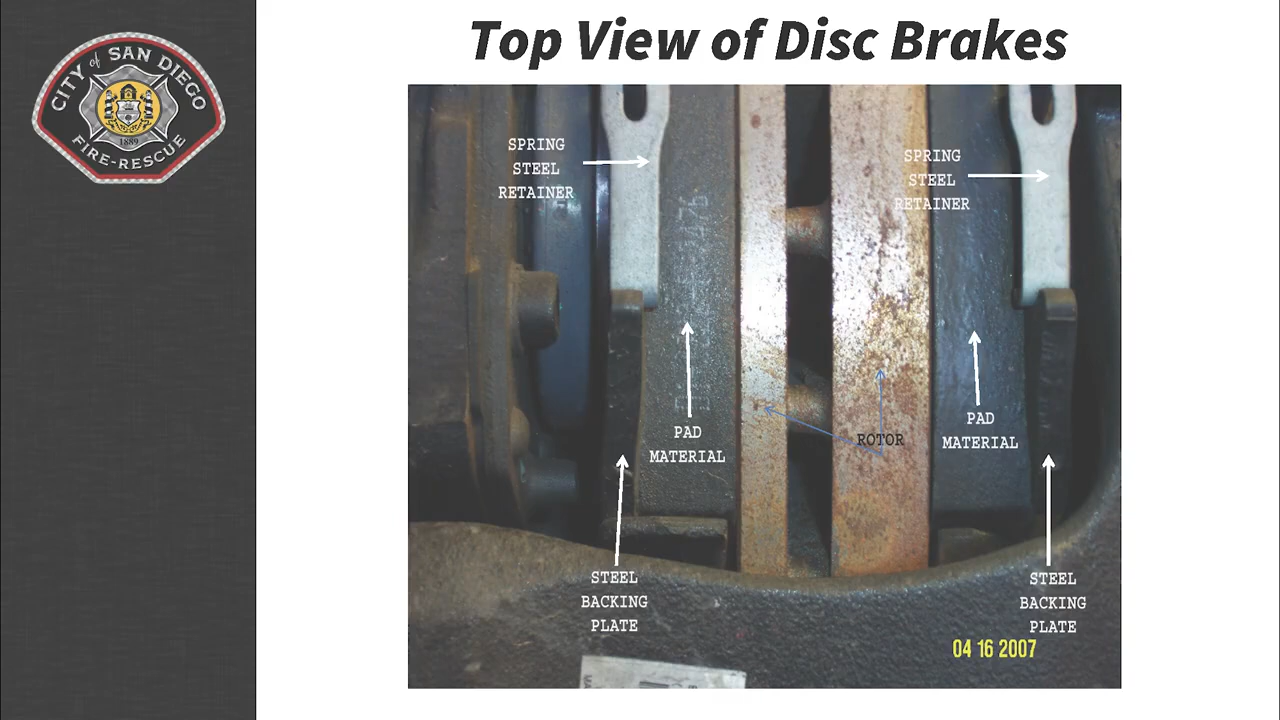 Top View of Disc Brakes
CITY of SAN DIEGO
1889
FIRE-RESCUE
SPRING
STEEL
RETAINER
SPRING
STEEL
RETAINER
PAD
MATERIAL
ROTOR
PAD
MATERIAL
STEEL
BACKING
PLATE
STEEL
BACKING
PLATE
04 16 2007